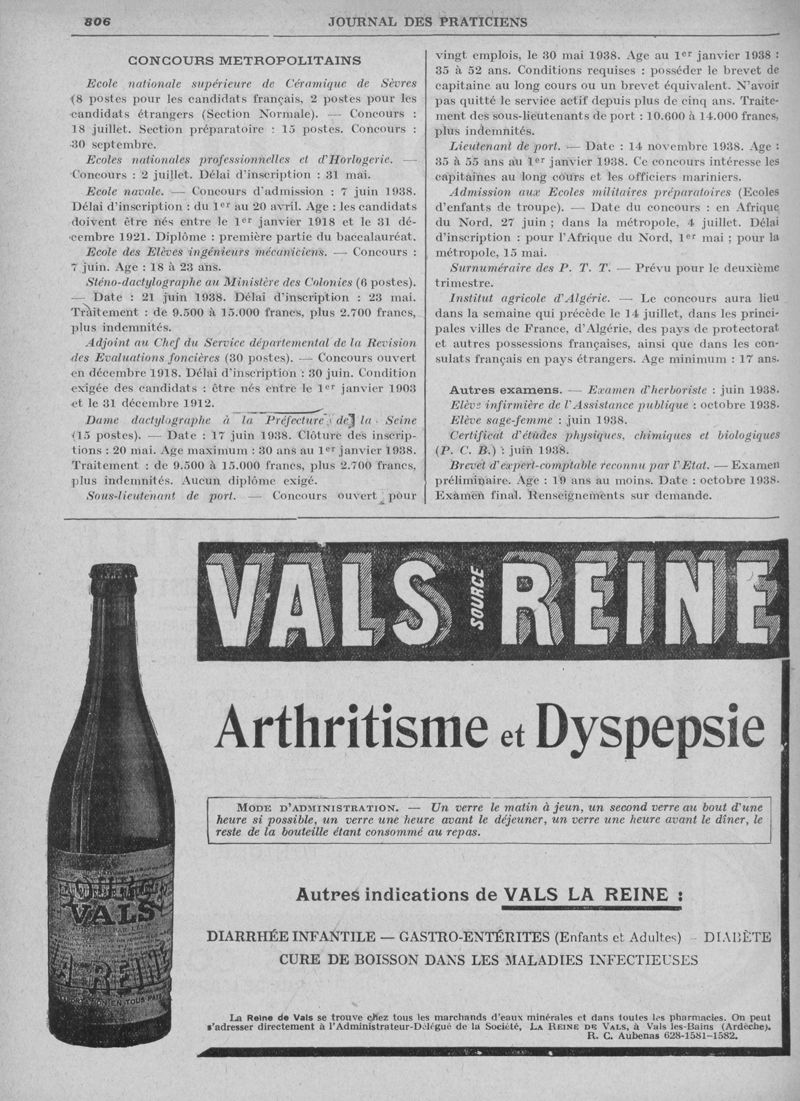 806
JOURNAL DES PRATICIENS
CONCOURS METROPOLITAINS
Ecole nationale supérieure de Céramique de Sèvres
(8 postes pour les candidats français, 2 postes pour les
candidats étrangers (Section Normale). — Concours :
18 juillet. Section préparatoire : 15 postes. Concours :
30 septembre.
Ecoles nationales professionnelles et d'Horlogerie. —
Concours : 2 juillet. Délai d'inscription : 31 mai.
Ecole navale. — Concours d'admission : 7 juin 1938.
Délai d'inscription : du 1er au 20 avril. Age : les candidats
doivent être nés entre le 1er janvier 1918 et le 31 dé-
cembre 1921. Diplôme : première partie du baccalauréat.
Ecole des Elèves ingénieurs mécaniciens. — Concours :
7 juin. Age : 18 à 23 ans.
Sténo-dactylographe au Ministère des Colonies (6 postes).
— Date : 21 juin 1938. Délai d'inscription : 23 mai.
Traitement : de 9.500 à 15.000 francs, plus 2.700 francs,
plus indemnités.
Adjoint au Chef du Service départemental de la Revision
des Evaluations foncières (30 postes). — Concours ouvert
en décembre 1918. Délai d'inscription : 30 juin. Condition
exigée des candidats : être nés entre le 1er janvier 1903
et le 31 décembre 1912.
Dame dactylographe à la Préfecture de la Seine
(15 postes). — Date : 17 juin 1938. Clôture des inscrip-
tions : 20 mai. Age maximum : 30 ans au 1er janvier 1938.
Traitement : de 9.500 à 15.000 francs, plus 2.700 francs,
plus indemnités. Aucun diplôme exigé.
Sous-lieutenant de port. — Concours ouvert pour
vingt emplois, le 30 mai 1938. Age au 1er janvier 1938 :
35 à 52 ans. Conditions requises : posséder le brevet de
capitaine au long cours ou un brevet équivalent. N'avoir
pas quitté le service actif depuis plus de cinq ans. Traite-
ment des sous-lieutenants de port : 10.600 à 14.000 francs,
plus indemnités.
Lieutenant de port. — Date : 14 novembre 1938. Age :
35 à 55 ans au 1er janvier 1938. Ce concours intéresse les
capitaines au long cours et les officiers mariniers.
Admission aux Ecoles militaires préparatoires (Ecoles
d'enfants de troupe). — Date du concours : en Afrique
du Nord, 27 juin ; dans la métropole, 4 juillet. Délai
d'inscription : pour l'Afrique du Nord, 1er mai ; pour la
métropole, 15 mai.
Surnuméraire des P. T. T. — Prévu pour le deuxième
trimestre.
Institut agricole d'Algérie. — Le concours aura lieu
dans la semaine qui précède le 14 juillet, dans les princi-
pales villes de France, d'Algérie, des pays de protectorat
et autres possessions françaises, ainsi que dans les con-
sulats français en pays étrangers. Age minimum : 17 ans.
Autres examens. — Examen d'herboriste : juin 1938.
Elève infirmière de l'Assistance publique : octobre 1938.
Elève sage-femme : juin 1938.
Certificat d'études physiques, chimiques et biologiques
(P. C. B.) : juin 1938.
Brevet d'expert-comptable reconnu par l'Etat. — Examen
préliminaire. Age : 19 ans au moins. Date : octobre 1938.
Examen final. Renseignements sur demande.
VALS SOURCE REINE
Arthritisme et Dyspepsie
MODE D'ADMINISTRATION. — Un verre le matin à jeun, un second verre au bout d'une
heure si possible, un verre une heure avant le déjeuner, un verre une heure avant le dîner, le
reste de la bouteille étant consommé au repas.
Autres indications de VALS LA REINE :
DIARRHÉE INFANTILE — GASTRO-ENTÉRITES (Enfants et Adultes) — DIABÈTE
CURE DE BOISSON DANS LES MALADIES INFECTIEUSES
La Reine de Vals se trouve chez tous les marchands d'eaux minérales et dans toutes les pharmacies. On peut
s'adresser directement à l'Administrateur-Délégué de la Société, LA REINE DE VALS, à Vals les-Bains (Ardèche).
R. C. Aubenas 628-1581-1582.
VALS
LA REINE